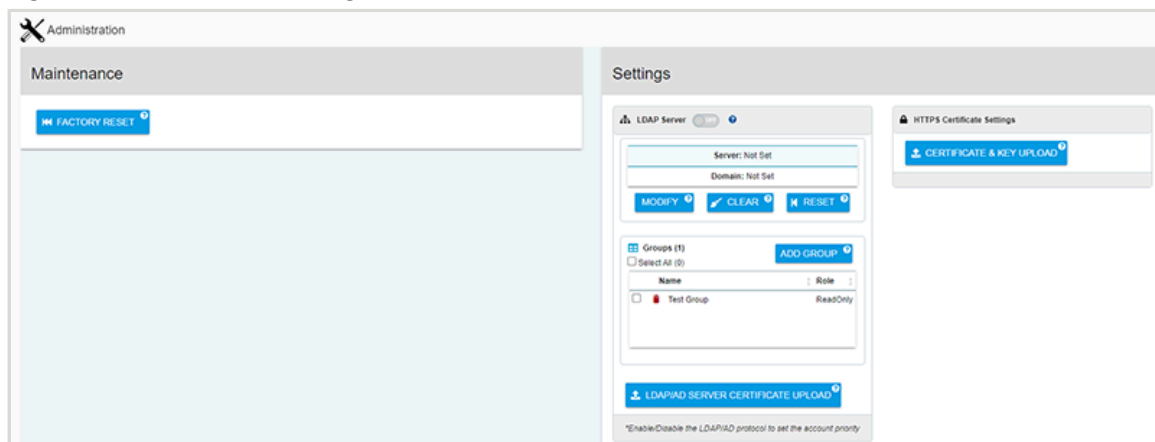 Administration
Maintenance
FACTORY RESET
Settings
LDAP Server
Server: Not Set
Domain: Not Set
MODIFY
CLEAR
RESET
Groups (1)
Select All (0)
ADD GROUP
Name Role
Test Group ReadOnly
LDAP/AD SERVER CERTIFICATE UPLOAD
*Enable/Disable the LDAP/AD protocol to set the account priority
HTTPS Certificate Settings
CERTIFICATE & KEY UPLOAD